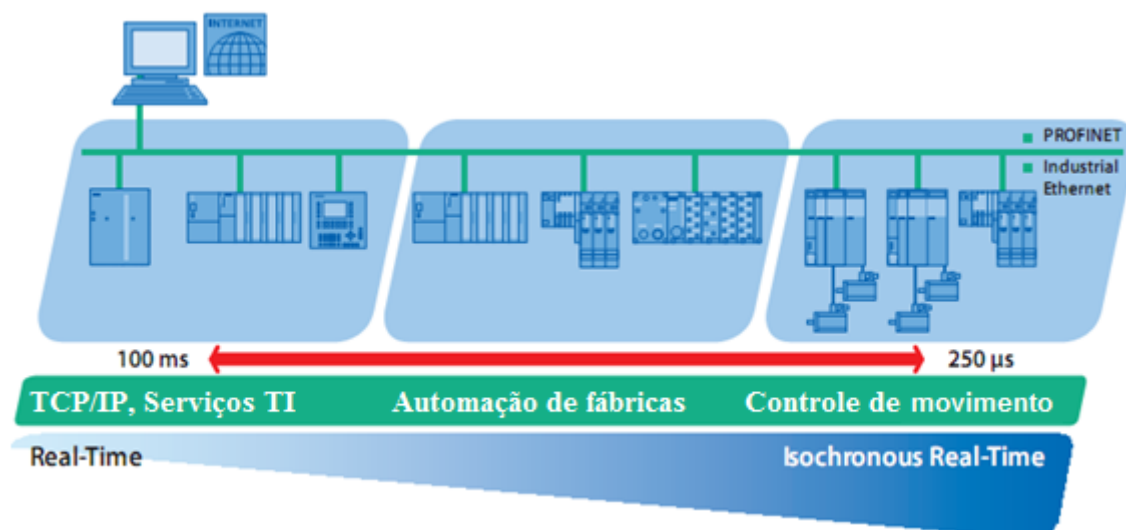 INTERNET
PROFINET
Industrial
Ethernet
100 ms
250 µs
TCP/IP, Serviços TI
Automação de fábricas
Controle de movimento
Real-Time
Isochronous Real-Time